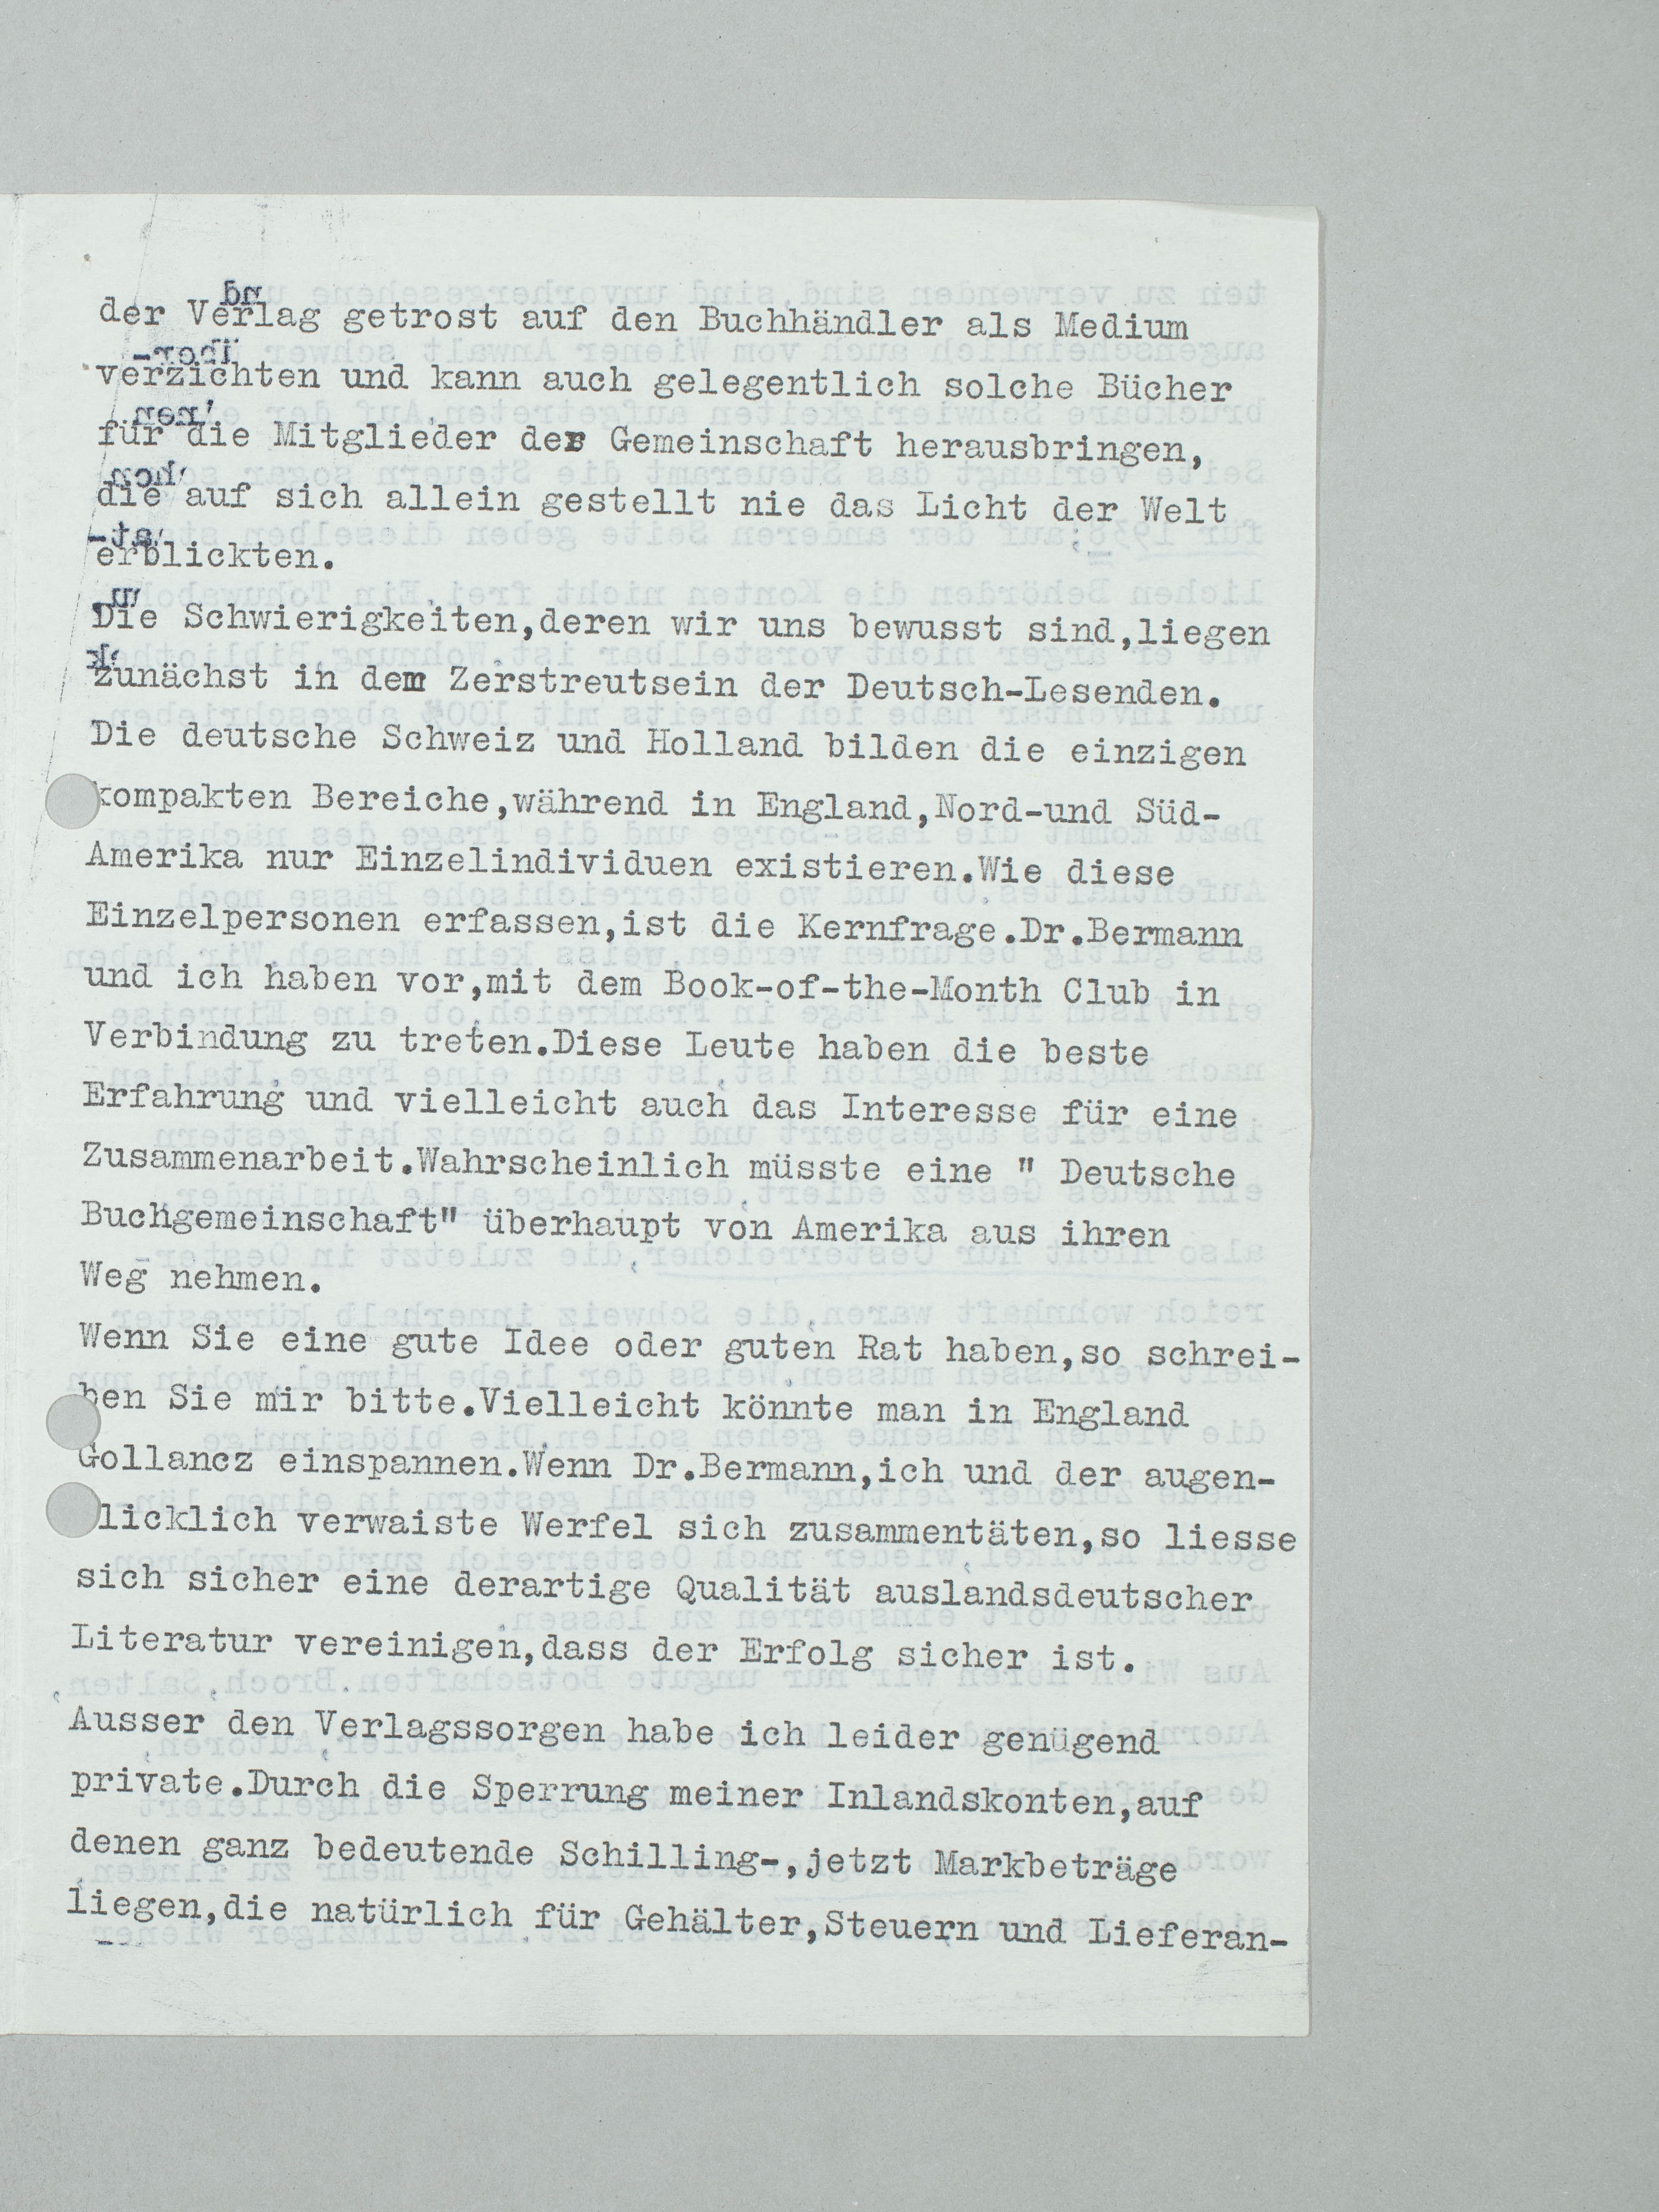 der Verlag getrost auf den Buchhändler als Medium
verzichten und kann auch gelegentlich solche Bücher
für die Mitglieder der Gemeinschaft herausbringen,
die auf sich allein gestellt nie das Licht der Welt
erblickten.
Die Schwierigkeiten,deren wir uns bewusst sind,liegen
zunächst in dem Zerstreutsein der Deutsch-Lesenden.
Die deutsche Schweiz und Holland bilden die einzigen
kompakten Bereiche,während in England,Nord-und Süd-
Amerika nur Einzelindividuen existieren.Wie diese
Einzelpersonen erfassen,ist die Kernfrage.Dr.Bermann
und ich haben vor,mit dem Book-of-the-Month Club in
Verbindung zu treten.Diese Leute haben die beste
Erfahrung und vielleicht auch das Interesse für eine
Zusammenarbeit.Wahrscheinlich müsste eine " Deutsche
Buchgemeinschaft" überhaupt von Amerika aus ihren
Weg nehmen.
Wenn Sie eine gute Idee oder guten Rat haben,so schrei-
ben Sie mir bitte.Vielleicht könnte man in England
Gollancz einspannen.Wenn Dr.Bermann,ich und der augen-
licklich verwaiste Werfel sich zusammentäten,so liesse
sich sicher eine derartige Qualität auslandsdeutscher
Literatur vereinigen,dass der Erfolg sicher ist.
Ausser den Verlagssorgen habe ich leider genügend
private.Durch die Sperrung meiner Inlandskonten,auf
denen ganz bedeutende Schilling-,jetzt Markbeträge
liegen,die natürlich für Gehälter,Steuern und Lieferan-